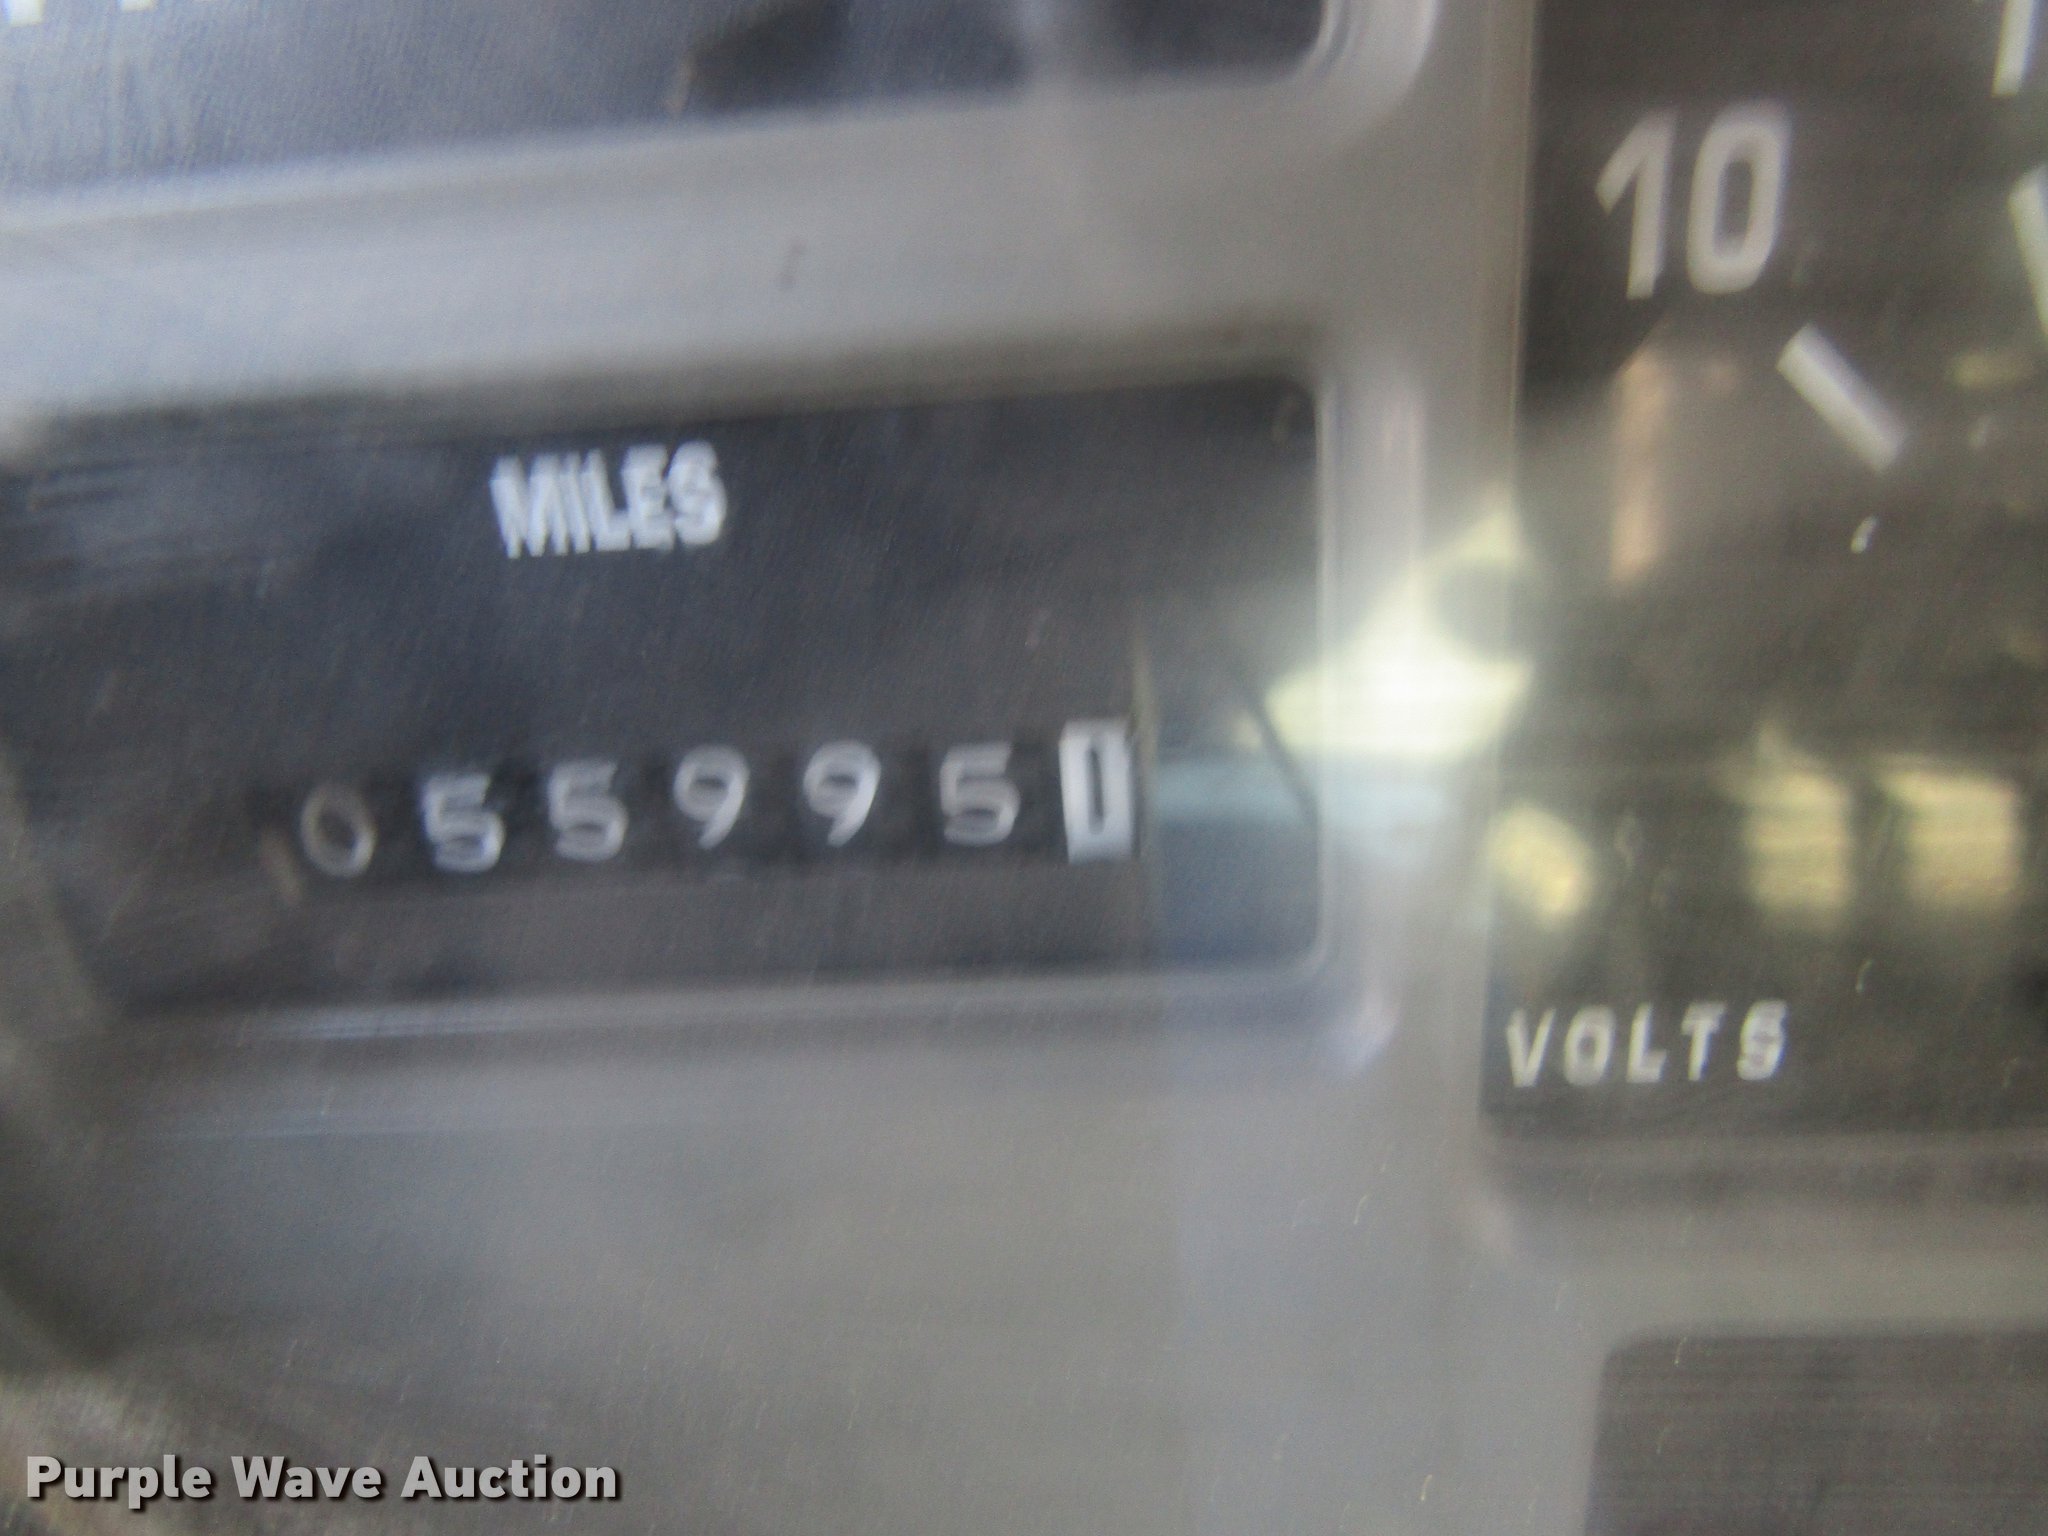 10
MILES
0559951
VOLTS
Purple Wave Auction